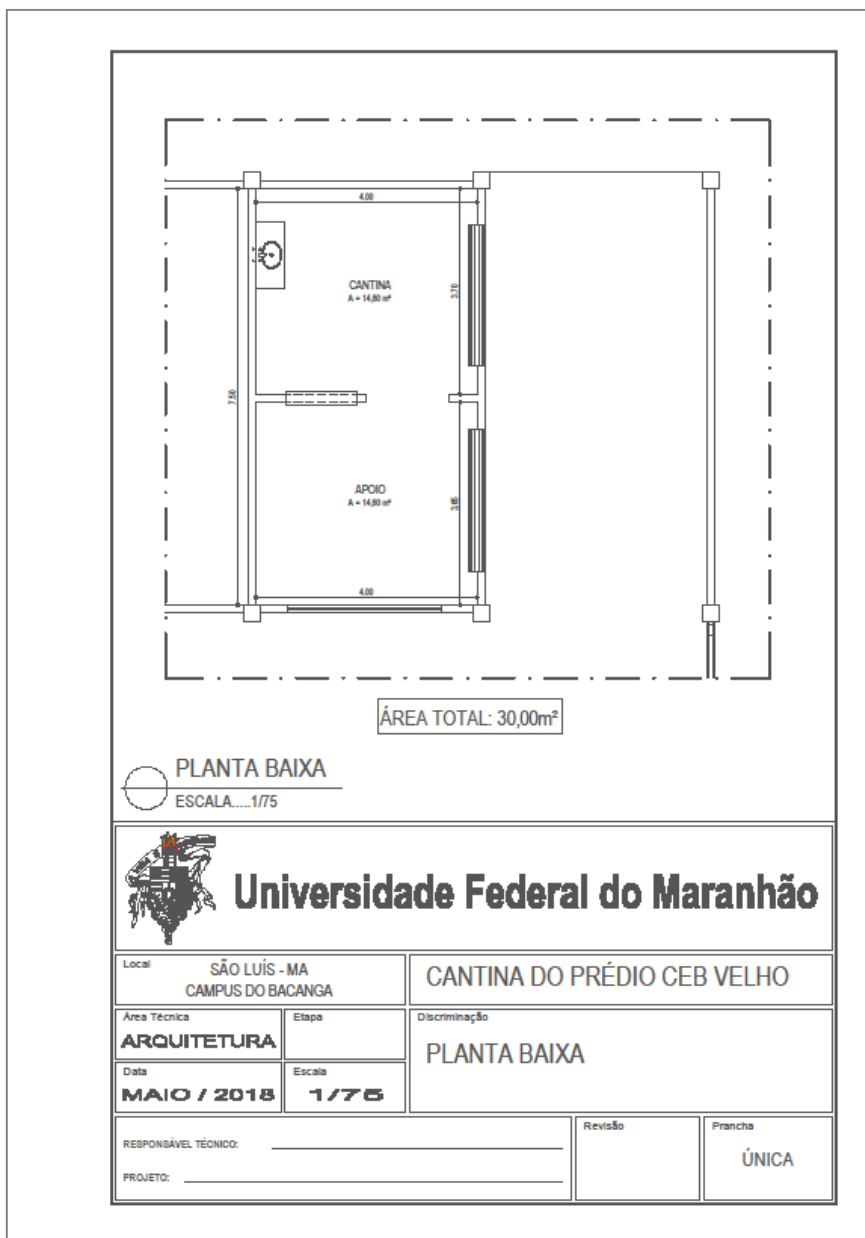 4.00
CANTINA
A = 14,80 m²
3.70
7.50
APOIO
A = 14,80 m²
3.65
4.00
ÁREA TOTAL: 30,00m²
PLANTA BAIXA
ESCALA.....1/75
Universidade Federal do Maranhão
Local
SÃO LUÍS - MA
CAMPUS DO BACANGA
CANTINA DO PRÉDIO CEB VELHO
Área Técnica
ARQUITETURA
Etapa
Discriminação
PLANTA BAIXA
Data
MAIO / 2018
Escala
1/75
RESPONSÁVEL TÉCNICO:
PROJETO:
Revisão
Prancha
ÚNICA